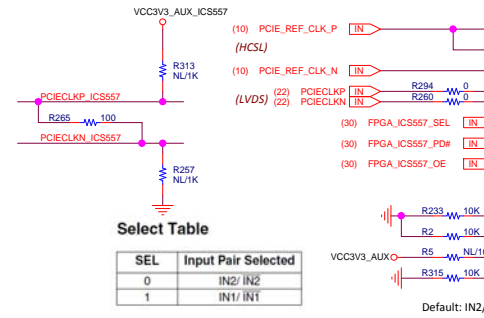 VCC3V3_AUX_ICS557
(10) PCIE_REF_CLK_P IN
(HCSL)
R313
NL/1K
(10) PCIE_REF_CLK_N IN
PCIECLKP_ICS557
(LVDS) (22) PCIECLKP IN R294 0
(22) PCIECLKN IN R260 0
R265 100
(30) FPGA_ICS557_SEL IN
PCIECLKN_ICS557
(30) FPGA_ICS557_PD# IN
(30) FPGA_ICS557_OE IN
R257
NL/1K
R233 10K
Select Table
R2 10K
SEL Input Pair Selected
VCC3V3_AUX R5 NL/10
0 IN2/ IN2
R315 10K
1 IN1/ IN1
Default: IN2/